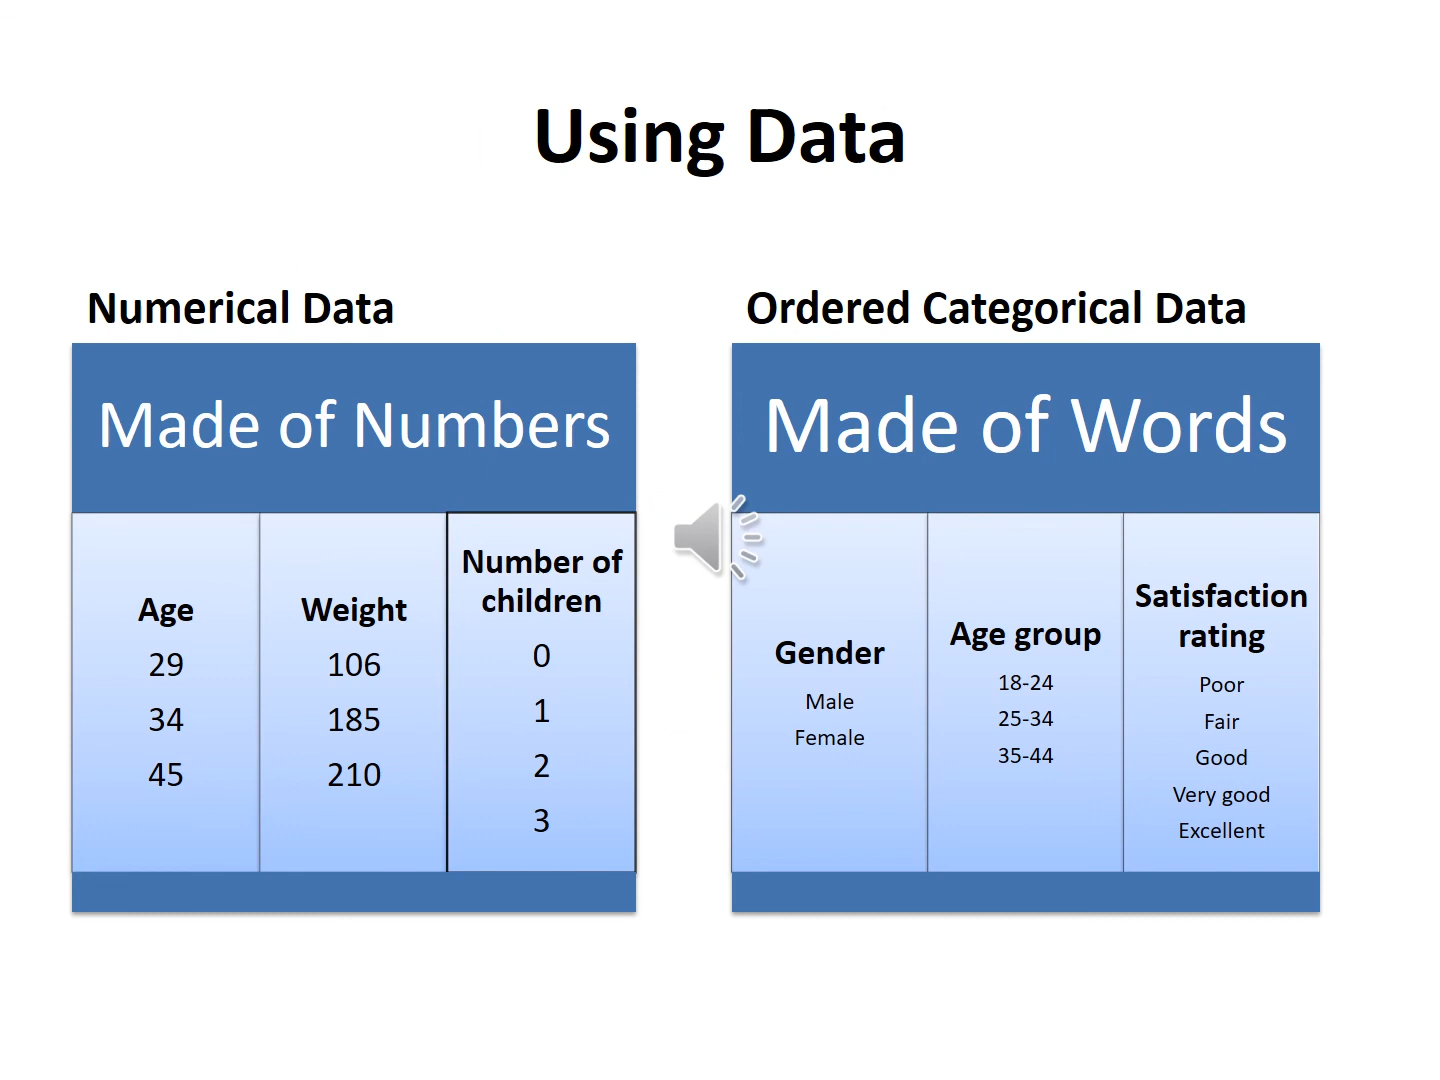 Using Data
Numerical Data
Made of Numbers
Age
29
34
45
Weight
106
185
210
Number of
children
0
1
2
3
Ordered Categorical Data
Made of Words
Gender
Male
Female
Age group
18-24
25-34
35-44
Satisfaction
rating
Poor
Fair
Good
Very good
Excellent